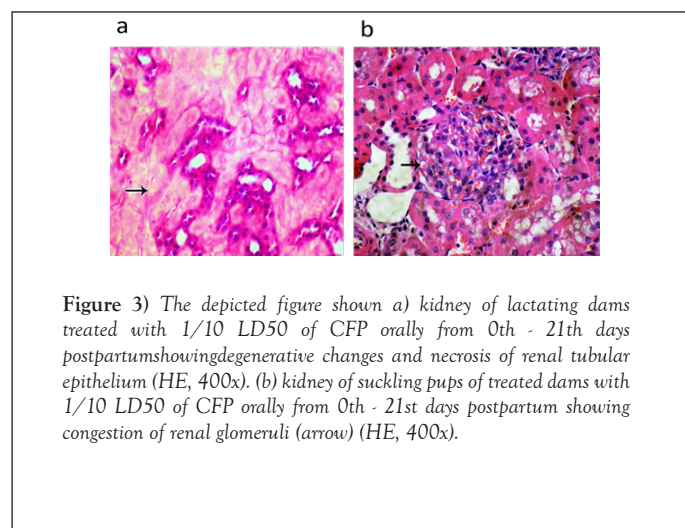 a
b
Figure 3) The depicted figure shown a) kidney of lactating dams
treated with 1/10 LD50 of CFP orally from 0th - 21th days
postpartumshowingdegenerative changes and necrosis of renal tubular
epithelium (HE, 400x). (b) kidney of suckling pups of treated dams with
1/10 LD50 of CFP orally from 0th - 21st days postpartum showing
congestion of renal glomeruli (arrow) (HE, 400x).